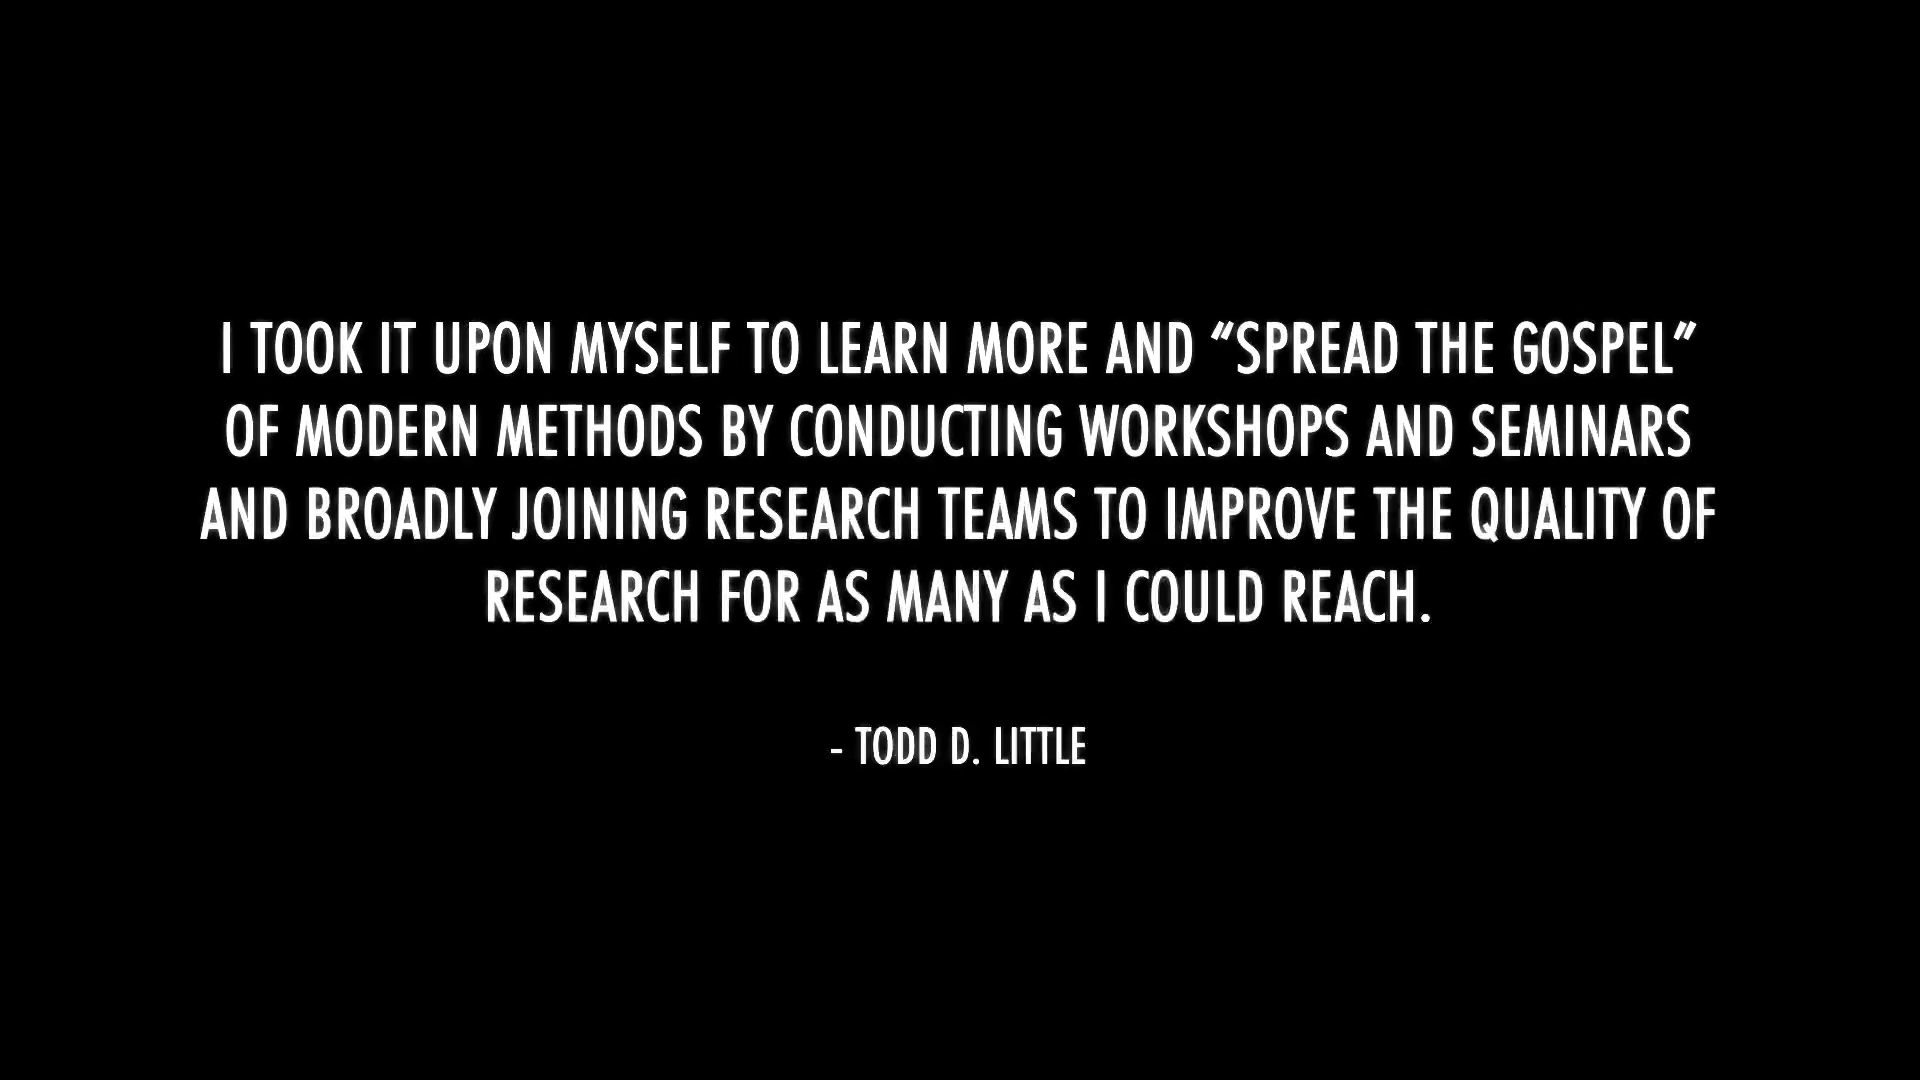 I TOOK IT UPON MYSELF TO LEARN MORE AND “SPREAD THE GOSPEL”
OF MODERN METHODS BY CONDUCTING WORKSHOPS AND SEMINARS
AND BROADLY JOINING RESEARCH TEAMS TO IMPROVE THE QUALITY OF
RESEARCH FOR AS MANY AS I COULD REACH.
- TODD D. LITTLE